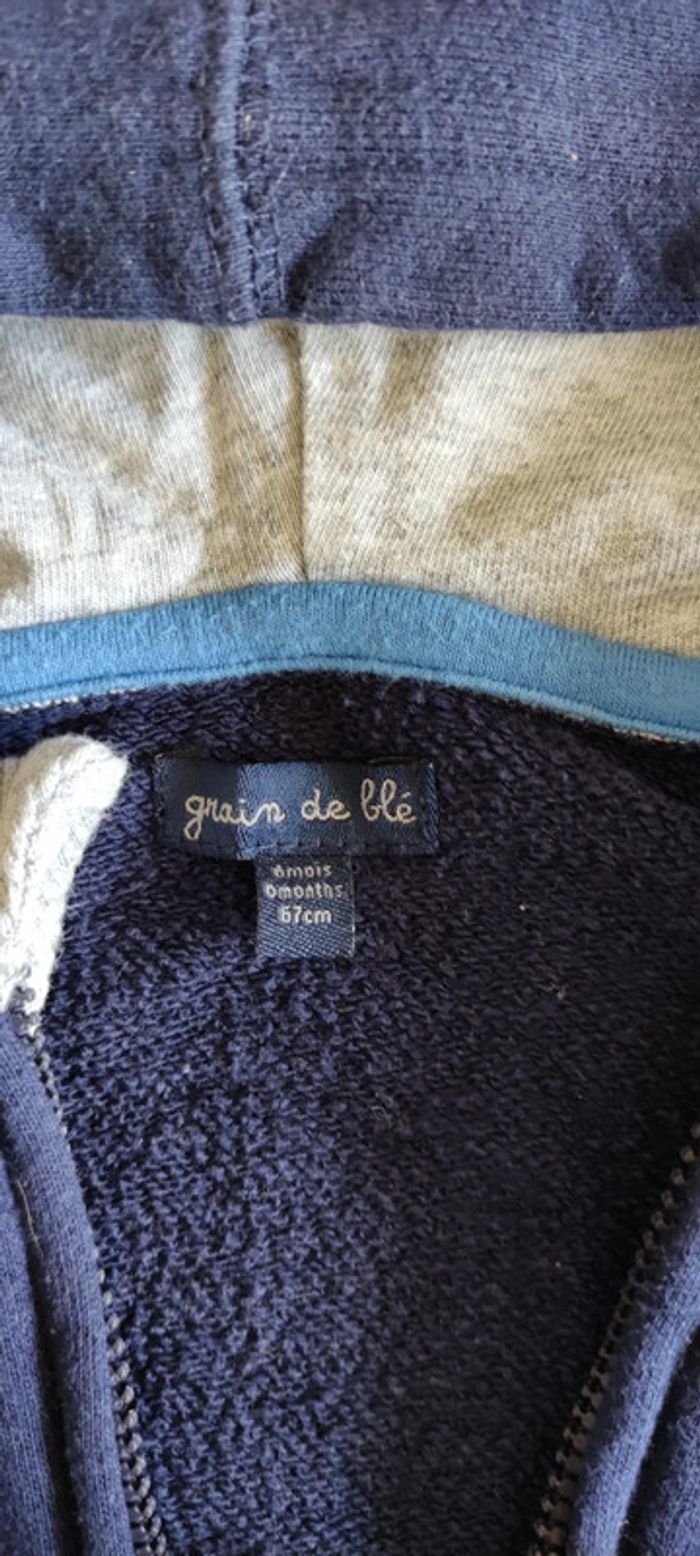 grain de blé
6mois
6months
67cm